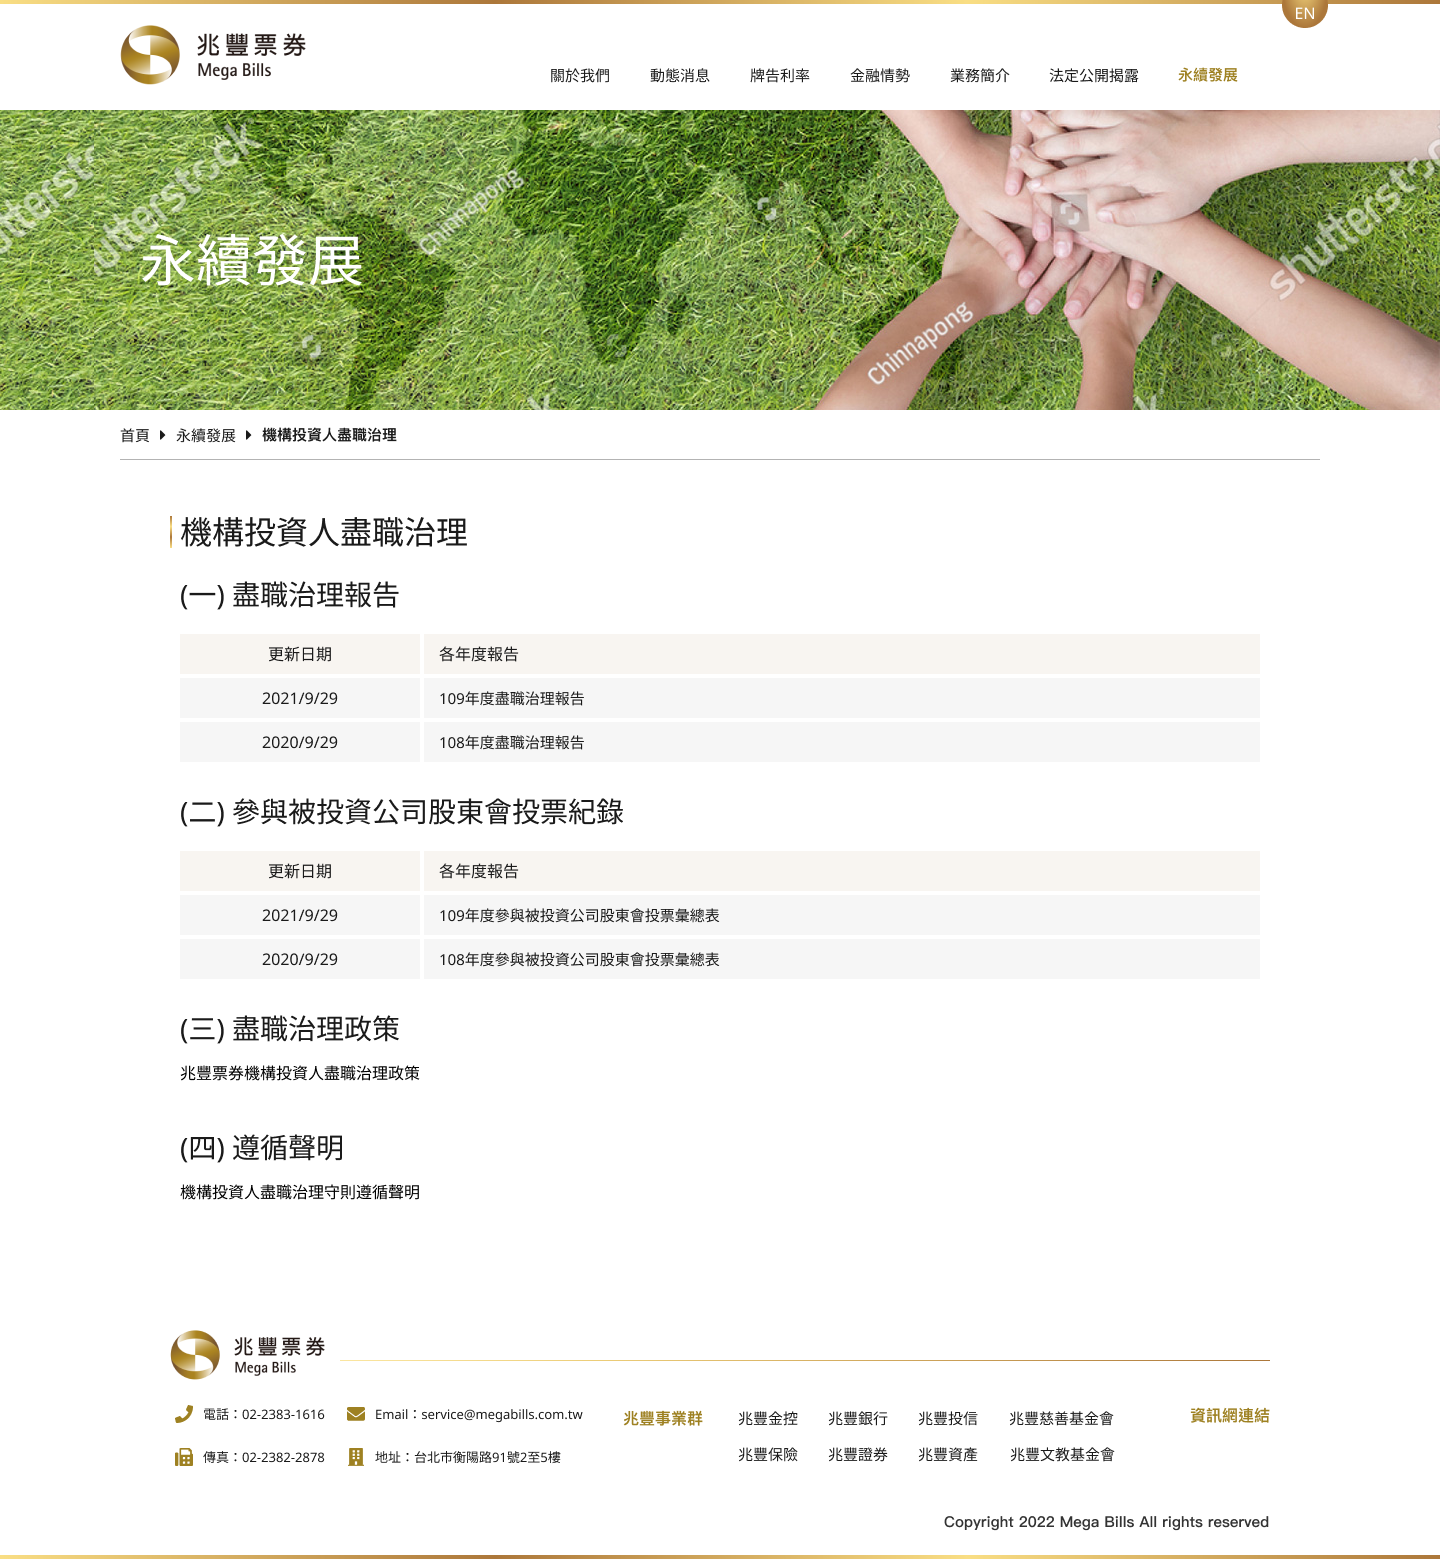 EN
兆豐票券
Mega Bills
關於我們 動態消息 牌告利率 金融情勢 業務簡介 法定公開揭露 永續發展
shutterstock
shutterstock
Chinnapong
shutterstock
永續發展
Chinnapong
首頁 永續發展 機構投資人盡職治理
機構投資人盡職治理
(一) 盡職治理報告
更新日期 各年度報告
2021/9/29 109年度盡職治理報告
2020/9/29 108年度盡職治理報告
(二) 參與被投資公司股東會投票紀錄
更新日期 各年度報告
2021/9/29 109年度參與被投資公司股東會投票彙總表
2020/9/29 108年度參與被投資公司股東會投票彙總表
(三) 盡職治理政策
兆豐票券機構投資人盡職治理政策
(四) 遵循聲明
機構投資人盡職治理守則遵循聲明
兆豐票券
Mega Bills
電話：02-2383-1616 Email：service@megabills.com.tw 兆豐事業群 兆豐金控 兆豐銀行 兆豐投信 兆豐慈善基金會 資訊網連結
傳真：02-2382-2878 地址：台北市衡陽路91號2至5樓 兆豐保險 兆豐證券 兆豐資產 兆豐文教基金會
Copyright 2022 Mega Bills All rights reserved